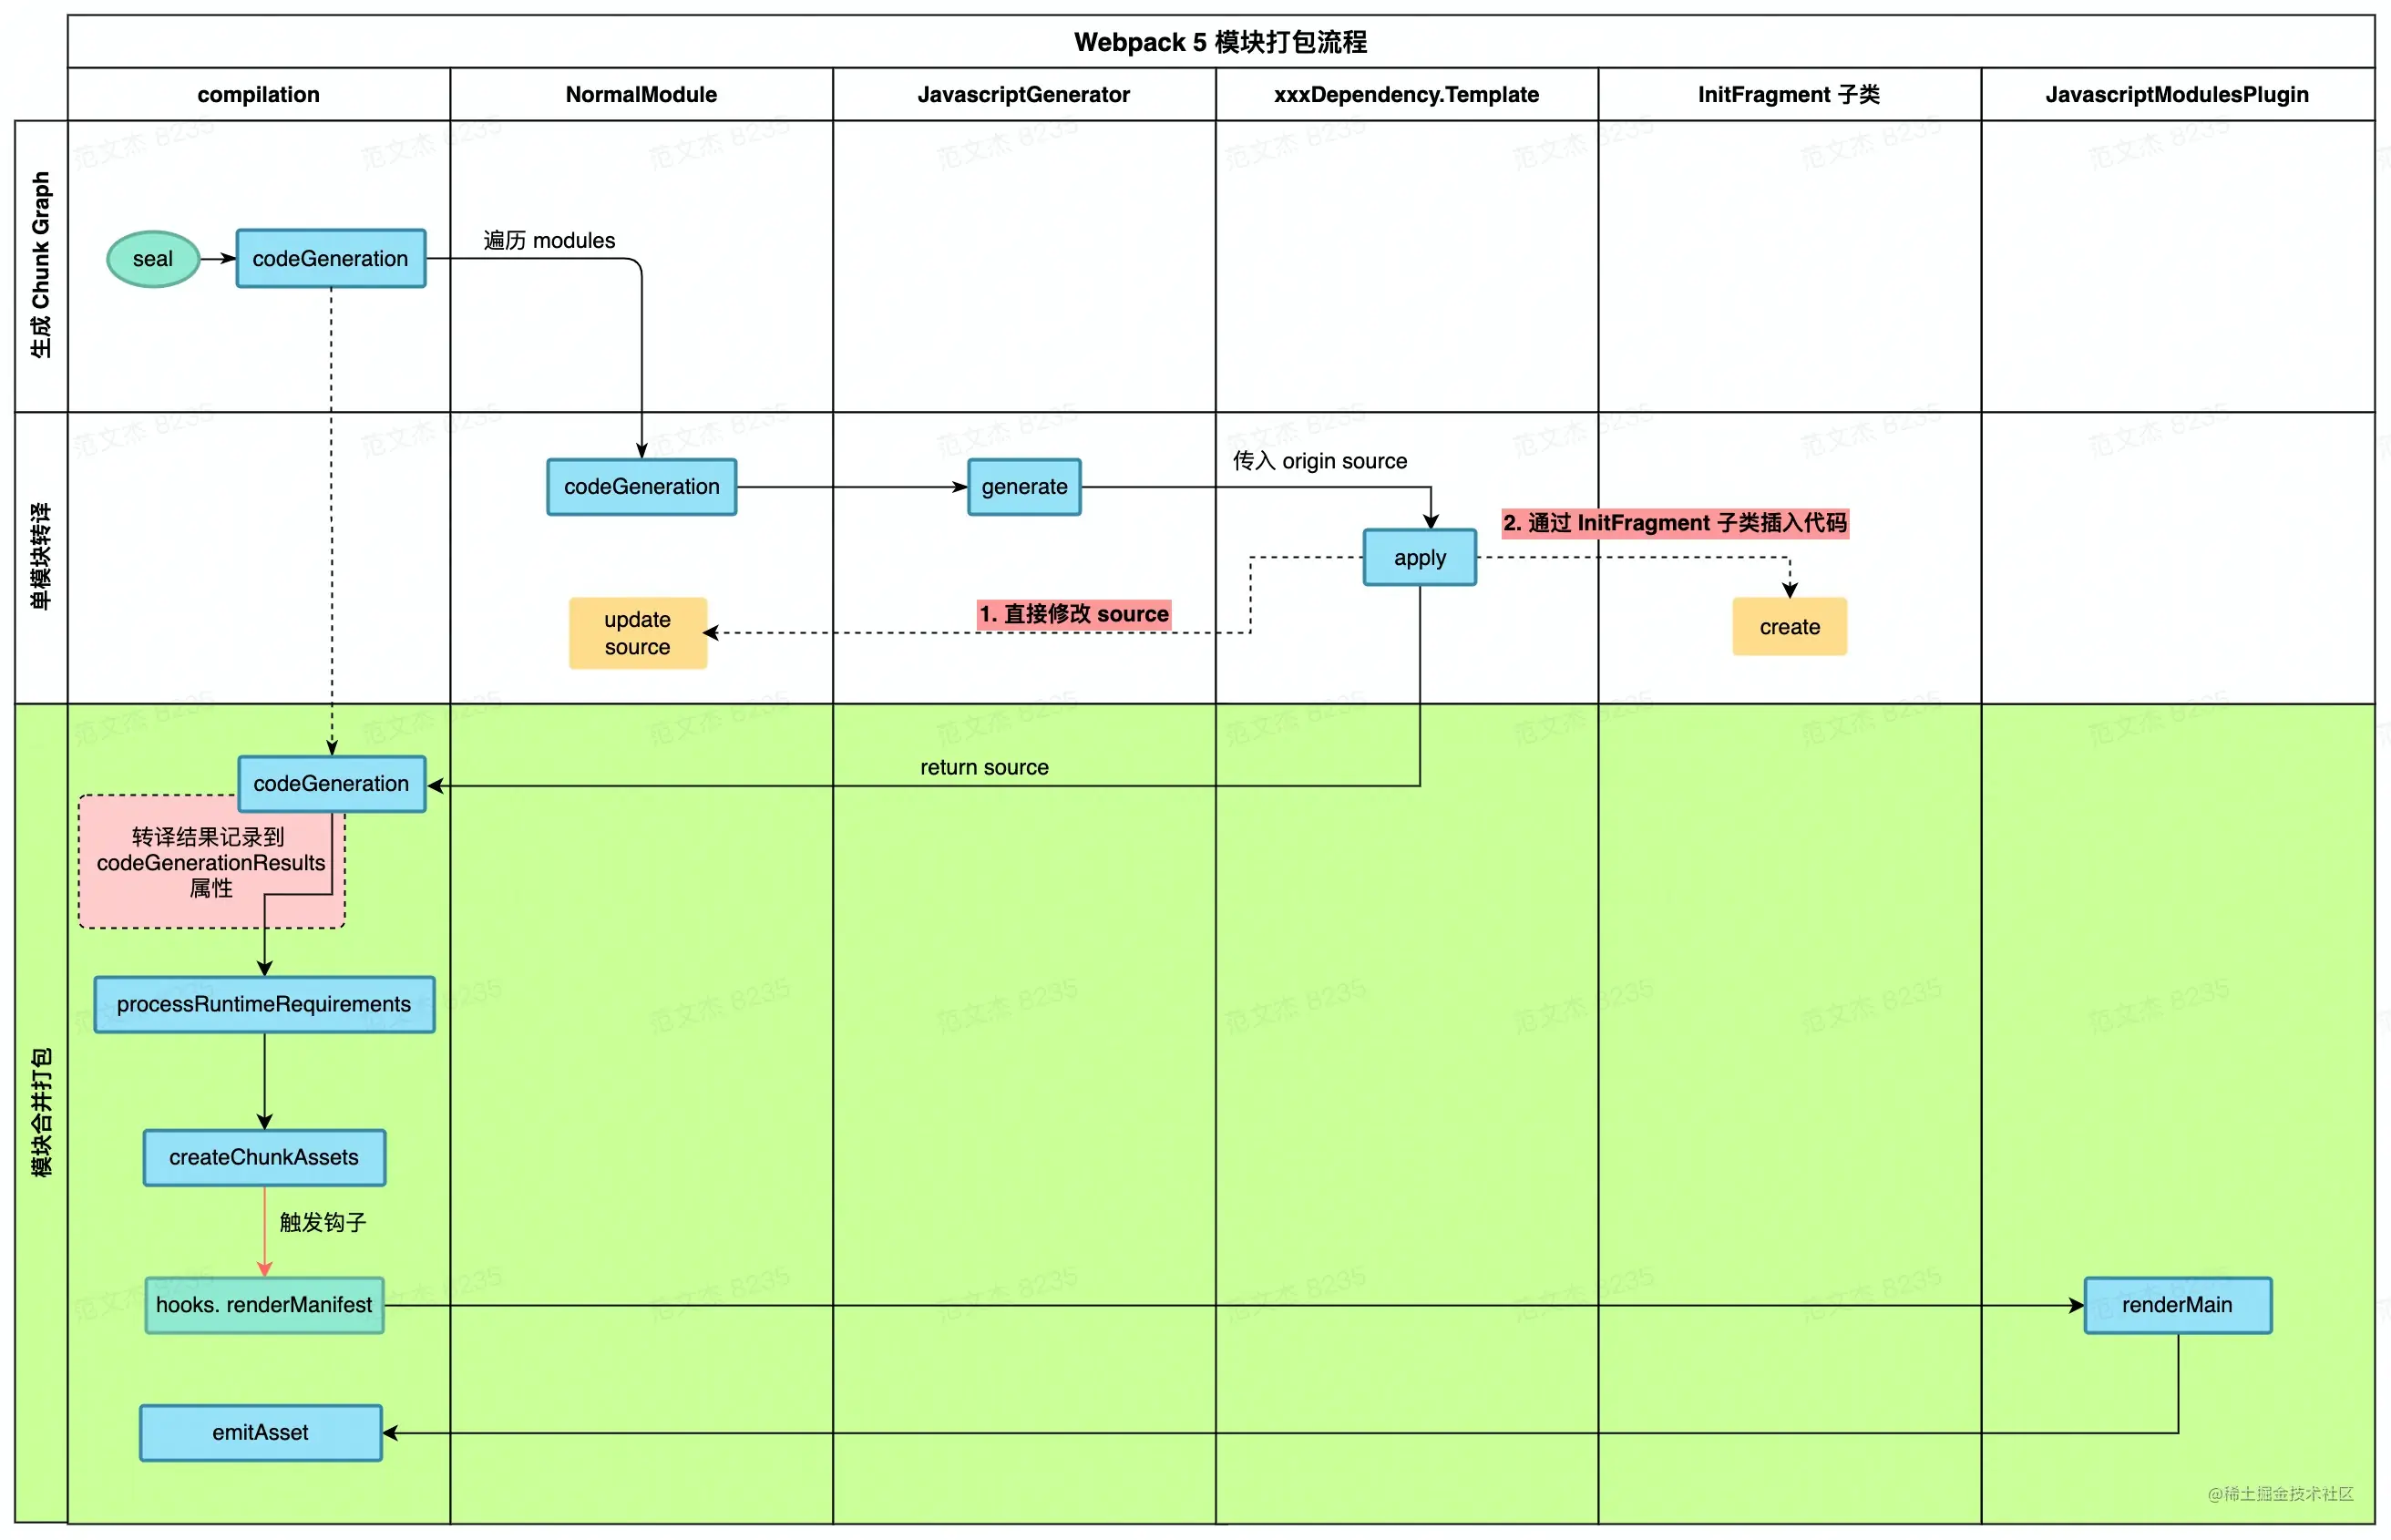 Webpack 5 模块打包流程
compilation
NormalModule
JavascriptGenerator
xxxDependency.Template
InitFragment 子类
JavascriptModulesPlugin
生成 Chunk Graph
seal
codeGeneration
遍历 modules
单模块转译
codeGeneration
generate
传入 origin source
apply
2. 通过 InitFragment 子类插入代码
1. 直接修改 source
update
source
create
模块合并打包
codeGeneration
return source
转译结果记录到
codeGenerationResults
属性
processRuntimeRequirements
createChunkAssets
触发钩子
hooks. renderManifest
renderMain
emitAsset
范文杰 8235
@稀土掘金技术社区